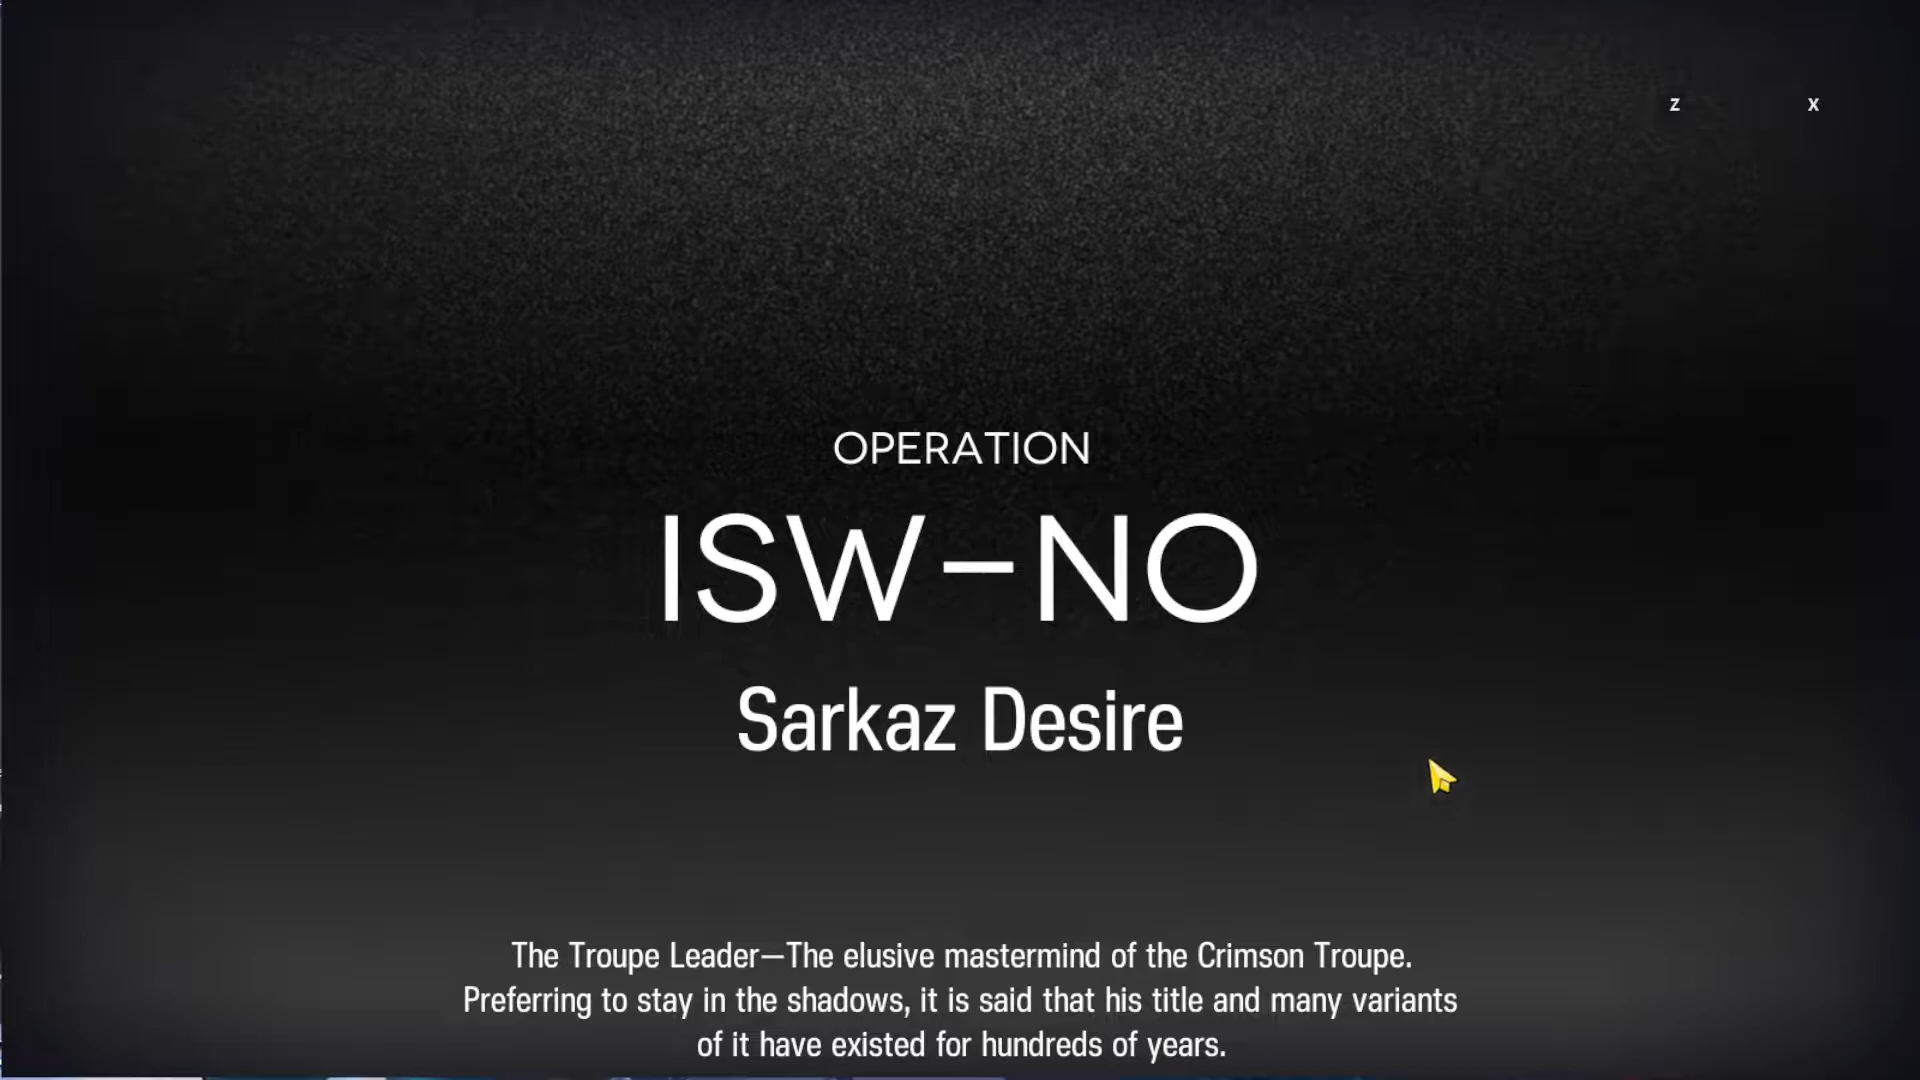 Z X
OPERATION
ISW-NO
Sarkaz Desire
The Troupe Leader—The elusive mastermind of the Crimson Troupe.
Preferring to stay in the shadows, it is said that his title and many variants
of it have existed for hundreds of years.